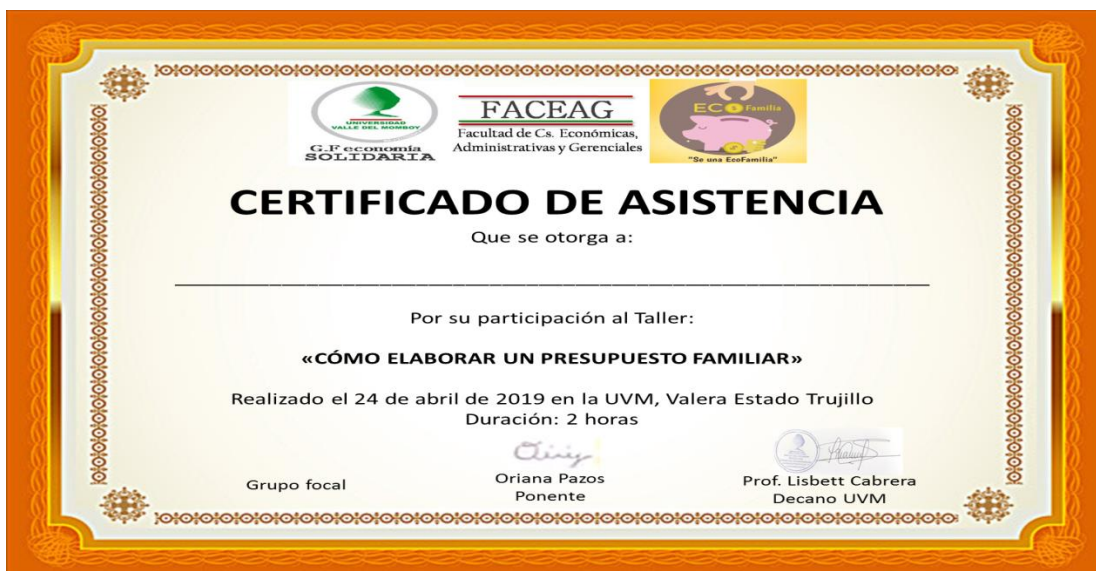 UNIVERSIDAD
VALLE DEL MOMBOY
G.F economía
SOLIDARIA
FACEAG
Facultad de Cs. Económicas,
Administrativas y Gerenciales
ECO Familia
"Se una EcoFamilia"
CERTIFICADO DE ASISTENCIA
Que se otorga a:
Por su participación al Taller:
«CÓMO ELABORAR UN PRESUPUESTO FAMILIAR»
Realizado el 24 de abril de 2019 en la UVM, Valera Estado Trujillo
Duración: 2 horas
Grupo focal
Oriana Pazos
Ponente
Prof. Lisbett Cabrera
Decano UVM